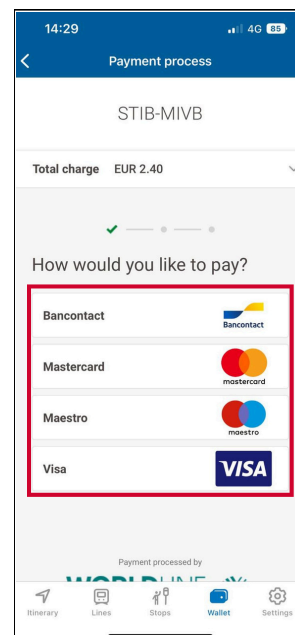 14:29 4G 85
Payment process
STIB-MIVB
Total charge EUR 2.40
How would you like to pay?
Bancontact Bancontact
Mastercard mastercard
Maestro maestro
Visa VISA
Payment processed by
WORLDLINE
Itinerary Lines Stops Wallet Settings